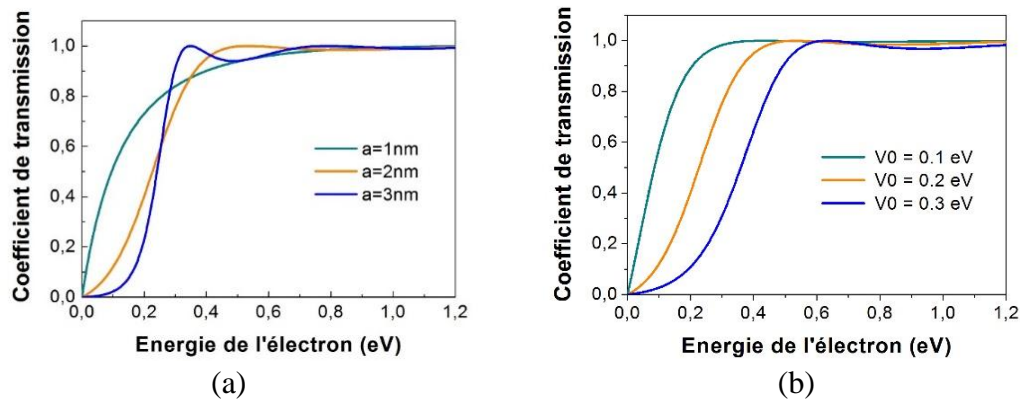 Coefficient de transmission
1,0
0,8
0,6
0,4
0,2
0,0
a=1nm
a=2nm
a=3nm
0,0 0,2 0,4 0,6 0,8 1,0 1,2
Energie de l'électron (eV)
(a)
Coefficient de transmission
1,0
0,8
0,6
0,4
0,2
0,0
V0 = 0.1 eV
V0 = 0.2 eV
V0 = 0.3 eV
0,0 0,2 0,4 0,6 0,8 1,0 1,2
Energie de l'électron (eV)
(b)